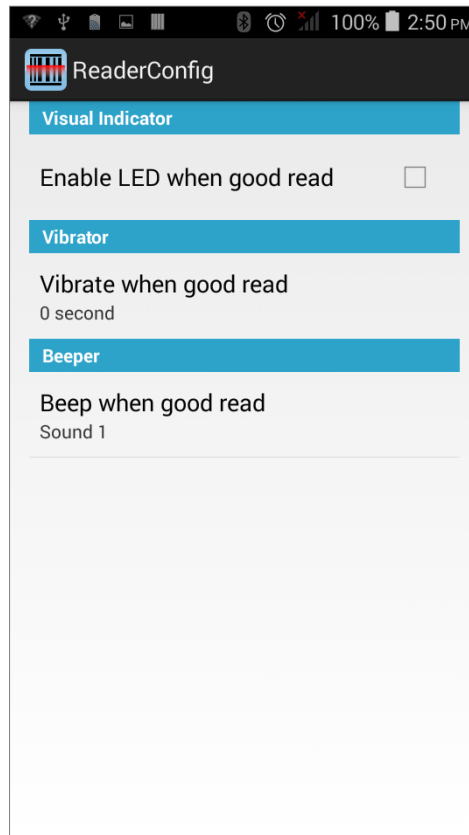 100% 2:50 PM
ReaderConfig
Visual Indicator
Enable LED when good read
Vibrator
Vibrate when good read
0 second
Beeper
Beep when good read
Sound 1